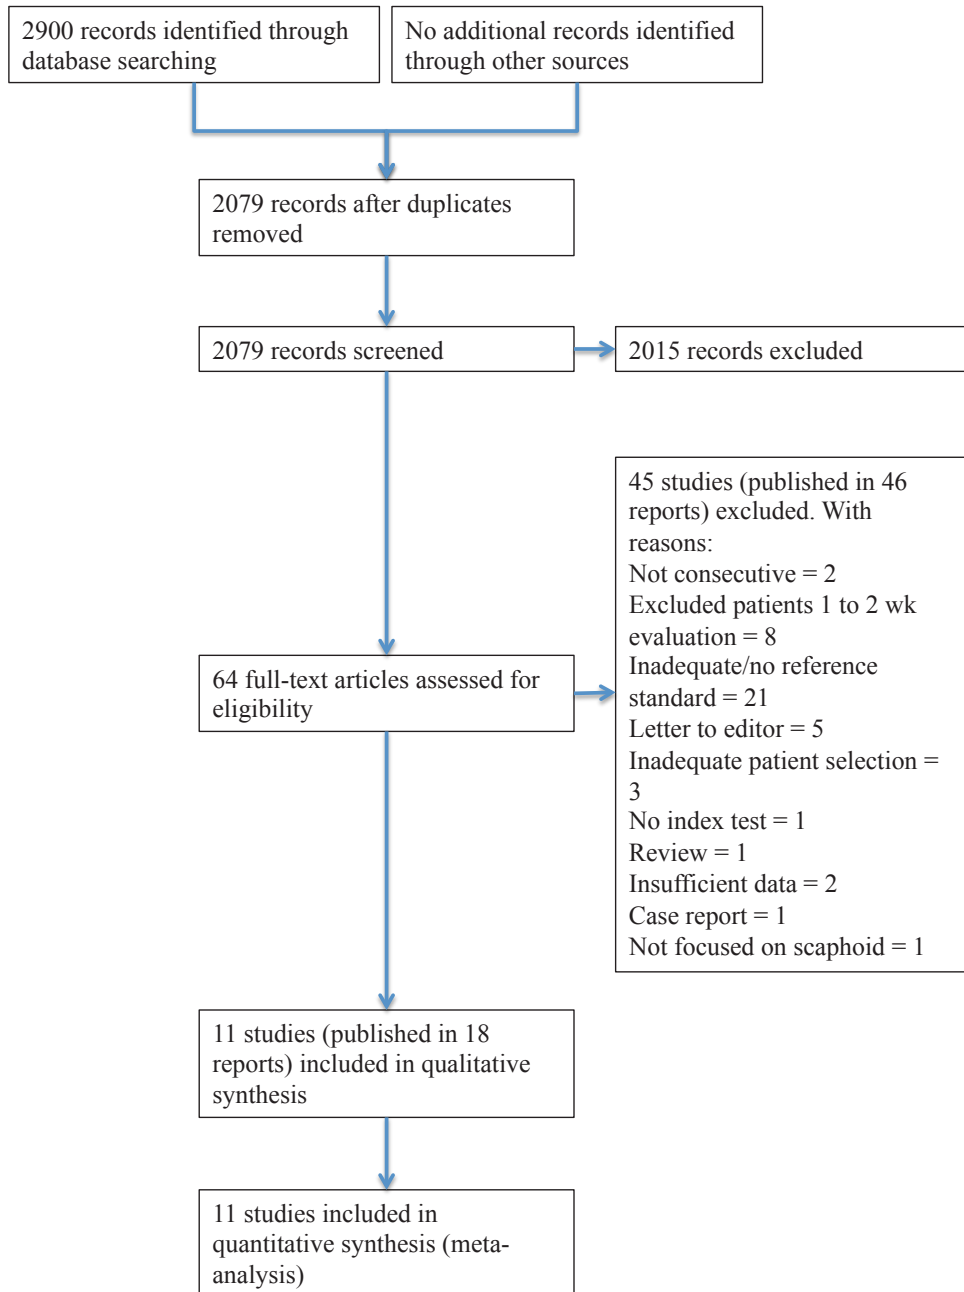 2900 records identified through
database searching
No additional records identified
through other sources
2079 records after duplicates
removed
2079 records screened
2015 records excluded
45 studies (published in 46
reports) excluded. With
reasons:
Not consecutive = 2
Excluded patients 1 to 2 wk
evaluation = 8
Inadequate/no reference
standard = 21
Letter to editor = 5
Inadequate patient selection =
3
No index test = 1
Review = 1
Insufficient data = 2
Case report = 1
Not focused on scaphoid = 1
64 full-text articles assessed for
eligibility
11 studies (published in 18
reports) included in qualitative
synthesis
11 studies included in
quantitative synthesis (meta-
analysis)